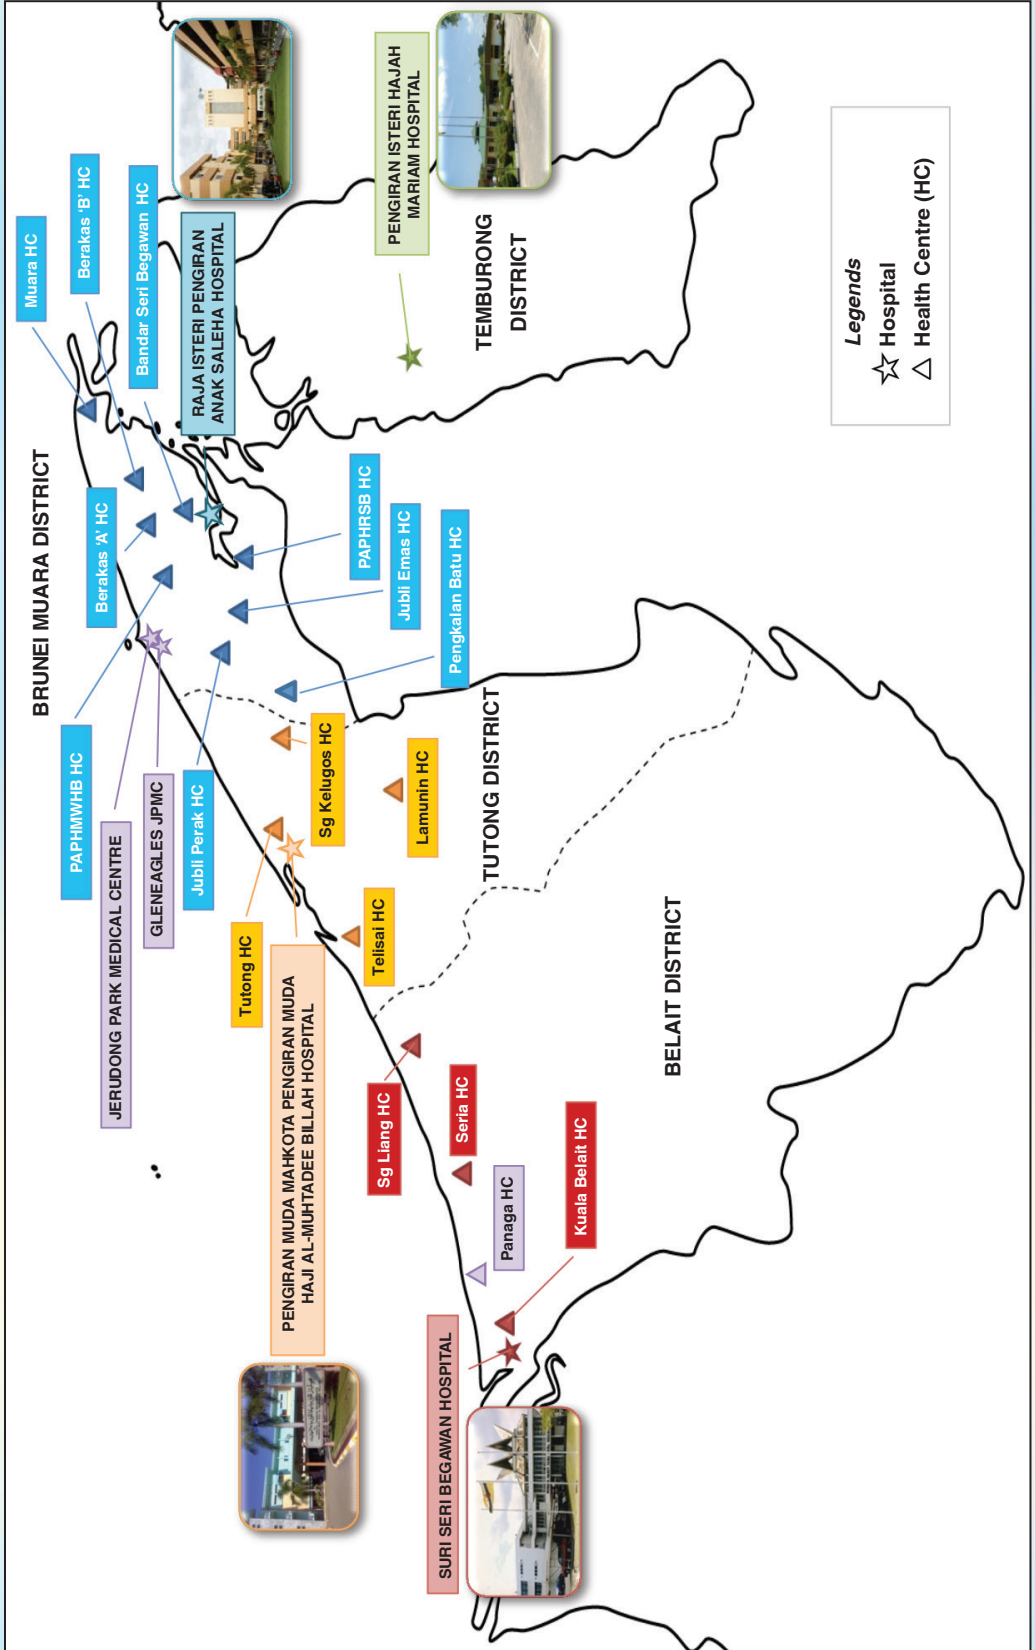 BRUNEI MUARA DISTRICT
Muara HC
Berakas ‘B’ HC
Bandar Seri Begawan HC
RAJA ISTERI PENGIRAN
ANAK SALEHA HOSPITAL
PENGIRAN ISTERI HAJAH
MARIAM HOSPITAL
TEMBURONG
DISTRICT
Berakas ‘A’ HC
PAPHMWHB HC
JERUDONG PARK MEDICAL CENTRE
GLENEAGLES JPMC
Jubli Perak HC
PAPHRSB HC
Jubli Emas HC
Pengkalan Batu HC
Tutong HC
PENGIRAN MUDA MAHKOTA PENGIRAN MUDA
HAJI AL-MUHTADEE BILLAH HOSPITAL
Sg Kelugos HC
Lamunin HC
Telisai HC
TUTONG DISTRICT
Sg Liang HC
Seria HC
Panaga HC
Kuala Belait HC
SURI SERI BEGAWAN HOSPITAL
BELAIT DISTRICT
Legends
Hospital
Health Centre (HC)